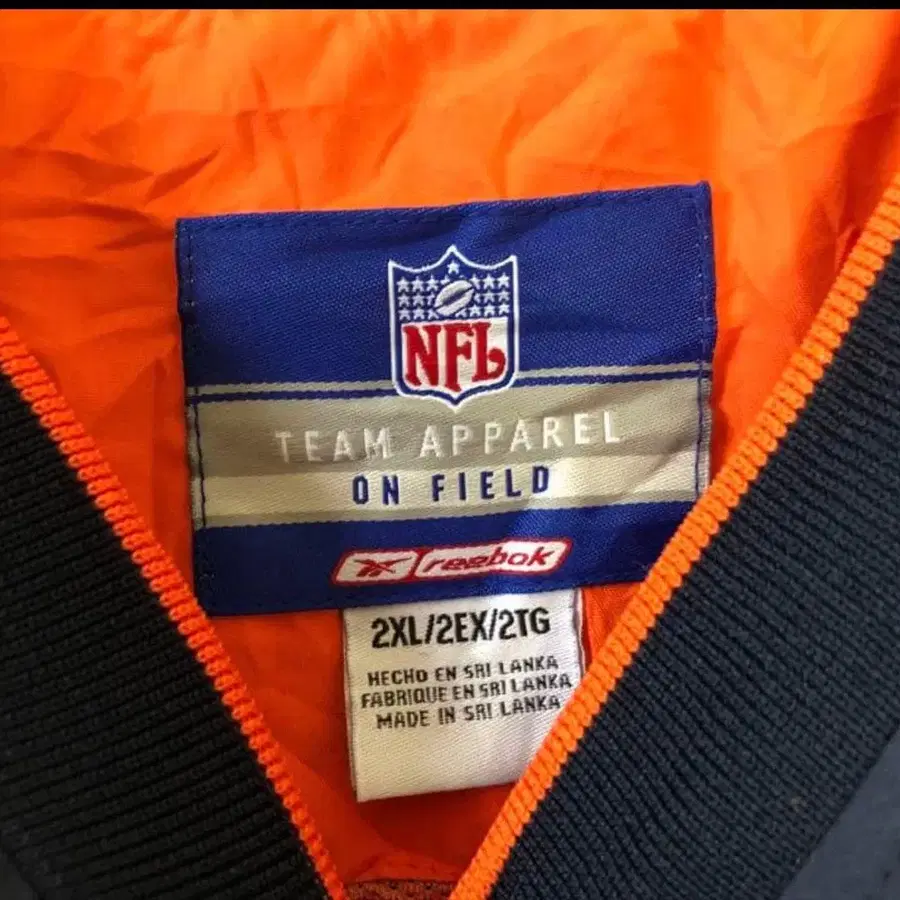 NFL
TEAM APPAREL
ON FIELD
reebok
2XL/2EX/2TG
HECHO EN SRI LANKA
FABRIQUE EN SRI LANKA
MADE IN SRI LANKA